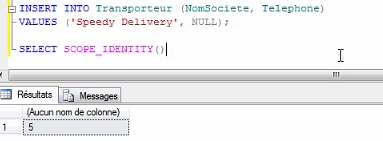 INSERT INTO Transporteur (NomSociete, Telephone)
VALUES ('Speedy Delivery', NULL);
SELECT SCOPE_IDENTITY()
Résultats Messages
(Aucun nom de colonne)
1 5